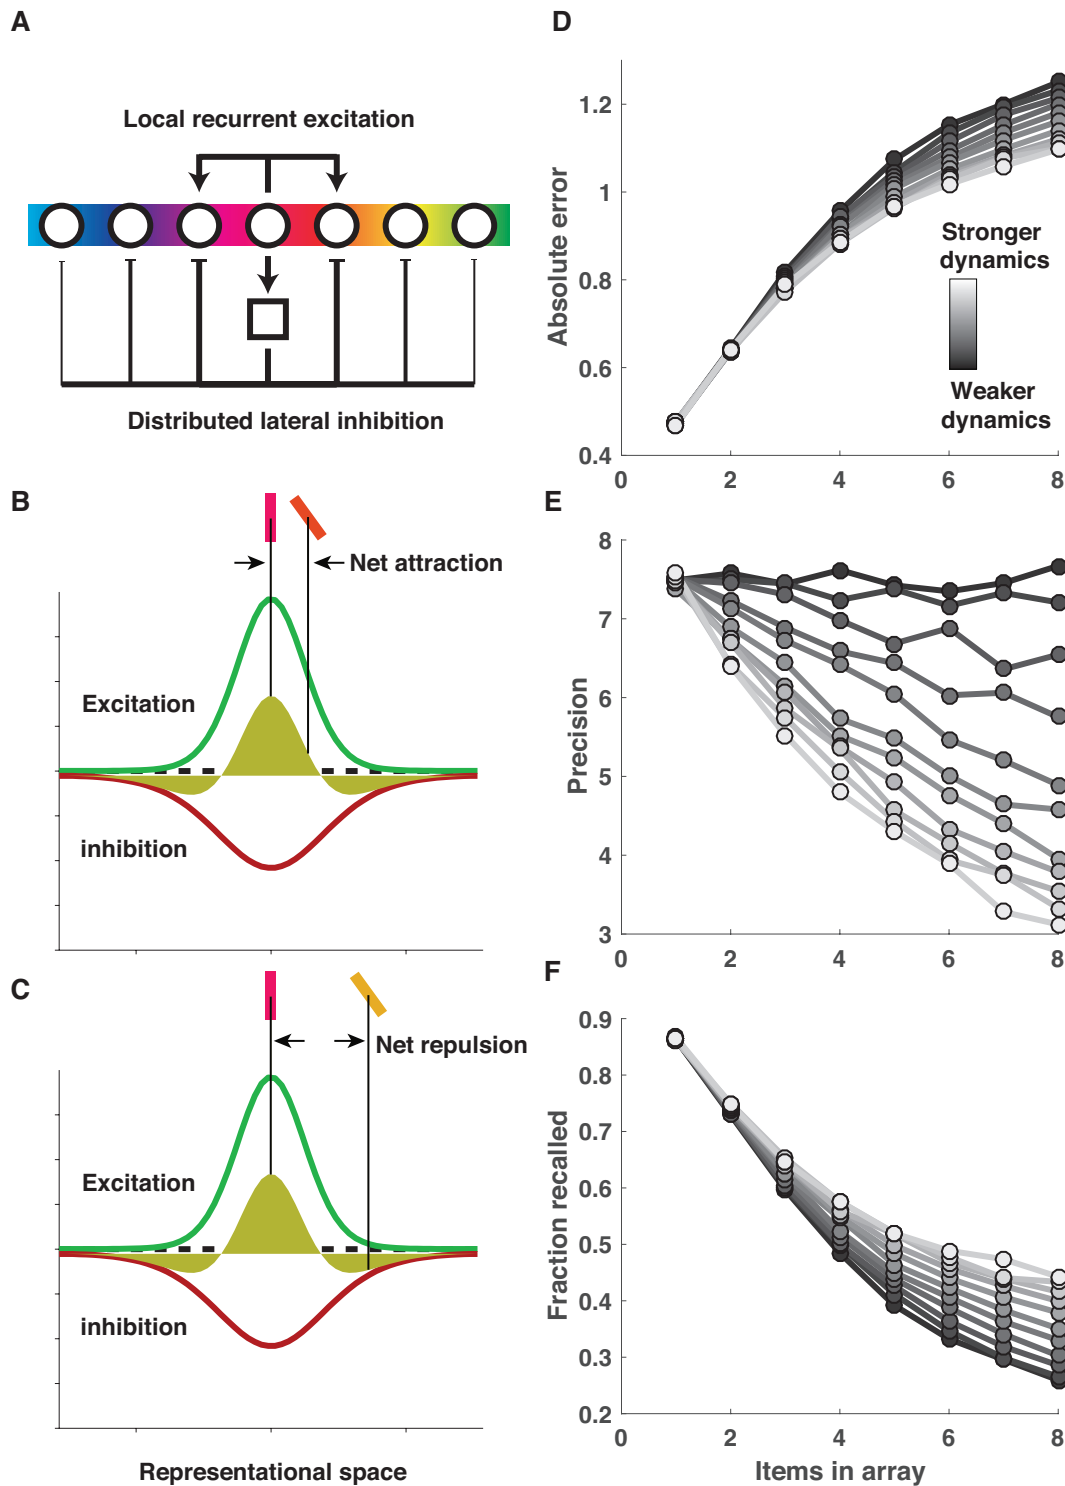 A
Local recurrent excitation
Distributed lateral inhibition
B
Net attraction
Excitation
inhibition
C
Net repulsion
Excitation
inhibition
Representational space
D
Absolute error
1.2
1
0.8
0.6
0.4
0
2
4
6
8
Stronger
dynamics
Weaker
dynamics
E
Precision
8
7
6
5
4
3
0
2
4
6
8
F
Fraction recalled
0.9
0.8
0.7
0.6
0.5
0.4
0.3
0.2
0
2
4
6
8
Items in array